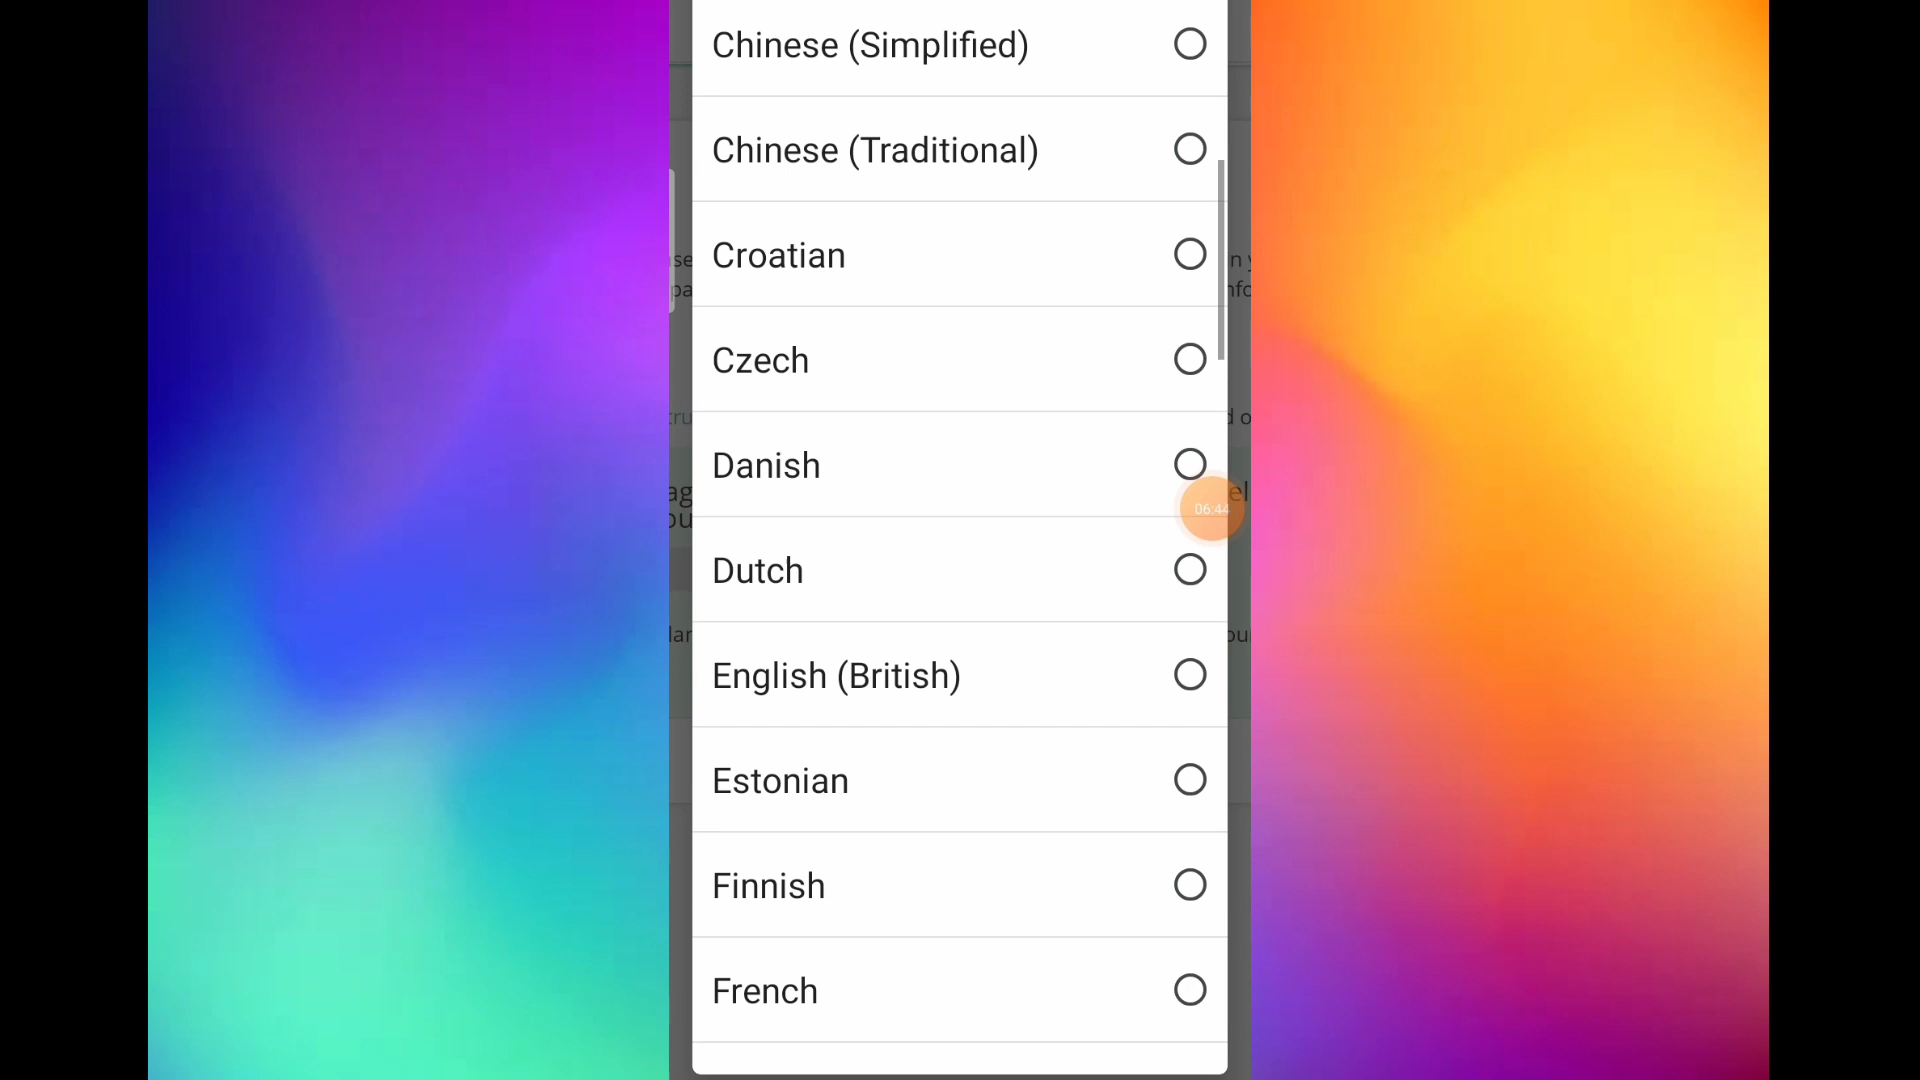 Chinese (Simplified)
Chinese (Traditional)
Croatian
Czech
Danish
06:44
Dutch
English (British)
Estonian
Finnish
French